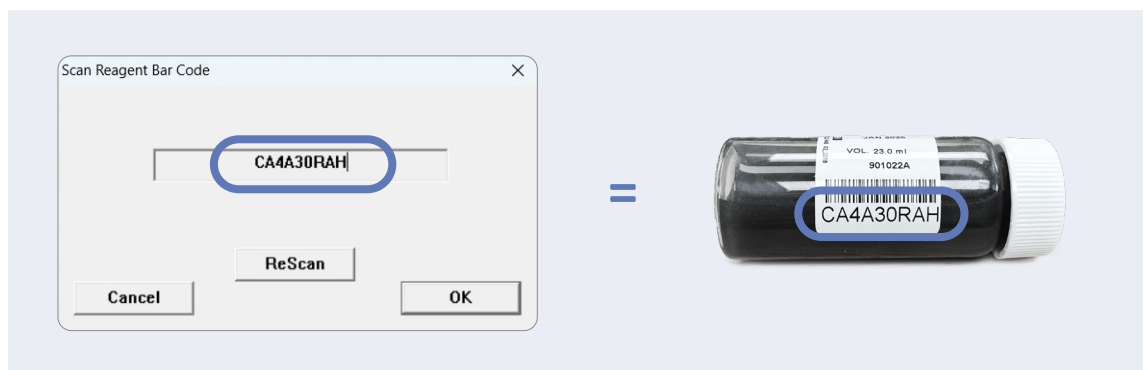 Scan Reagent Bar Code
CA4A30RAH
ReScan
Cancel
OK
=
VOL. 23.0 ml
901022A
CA4A30RAH